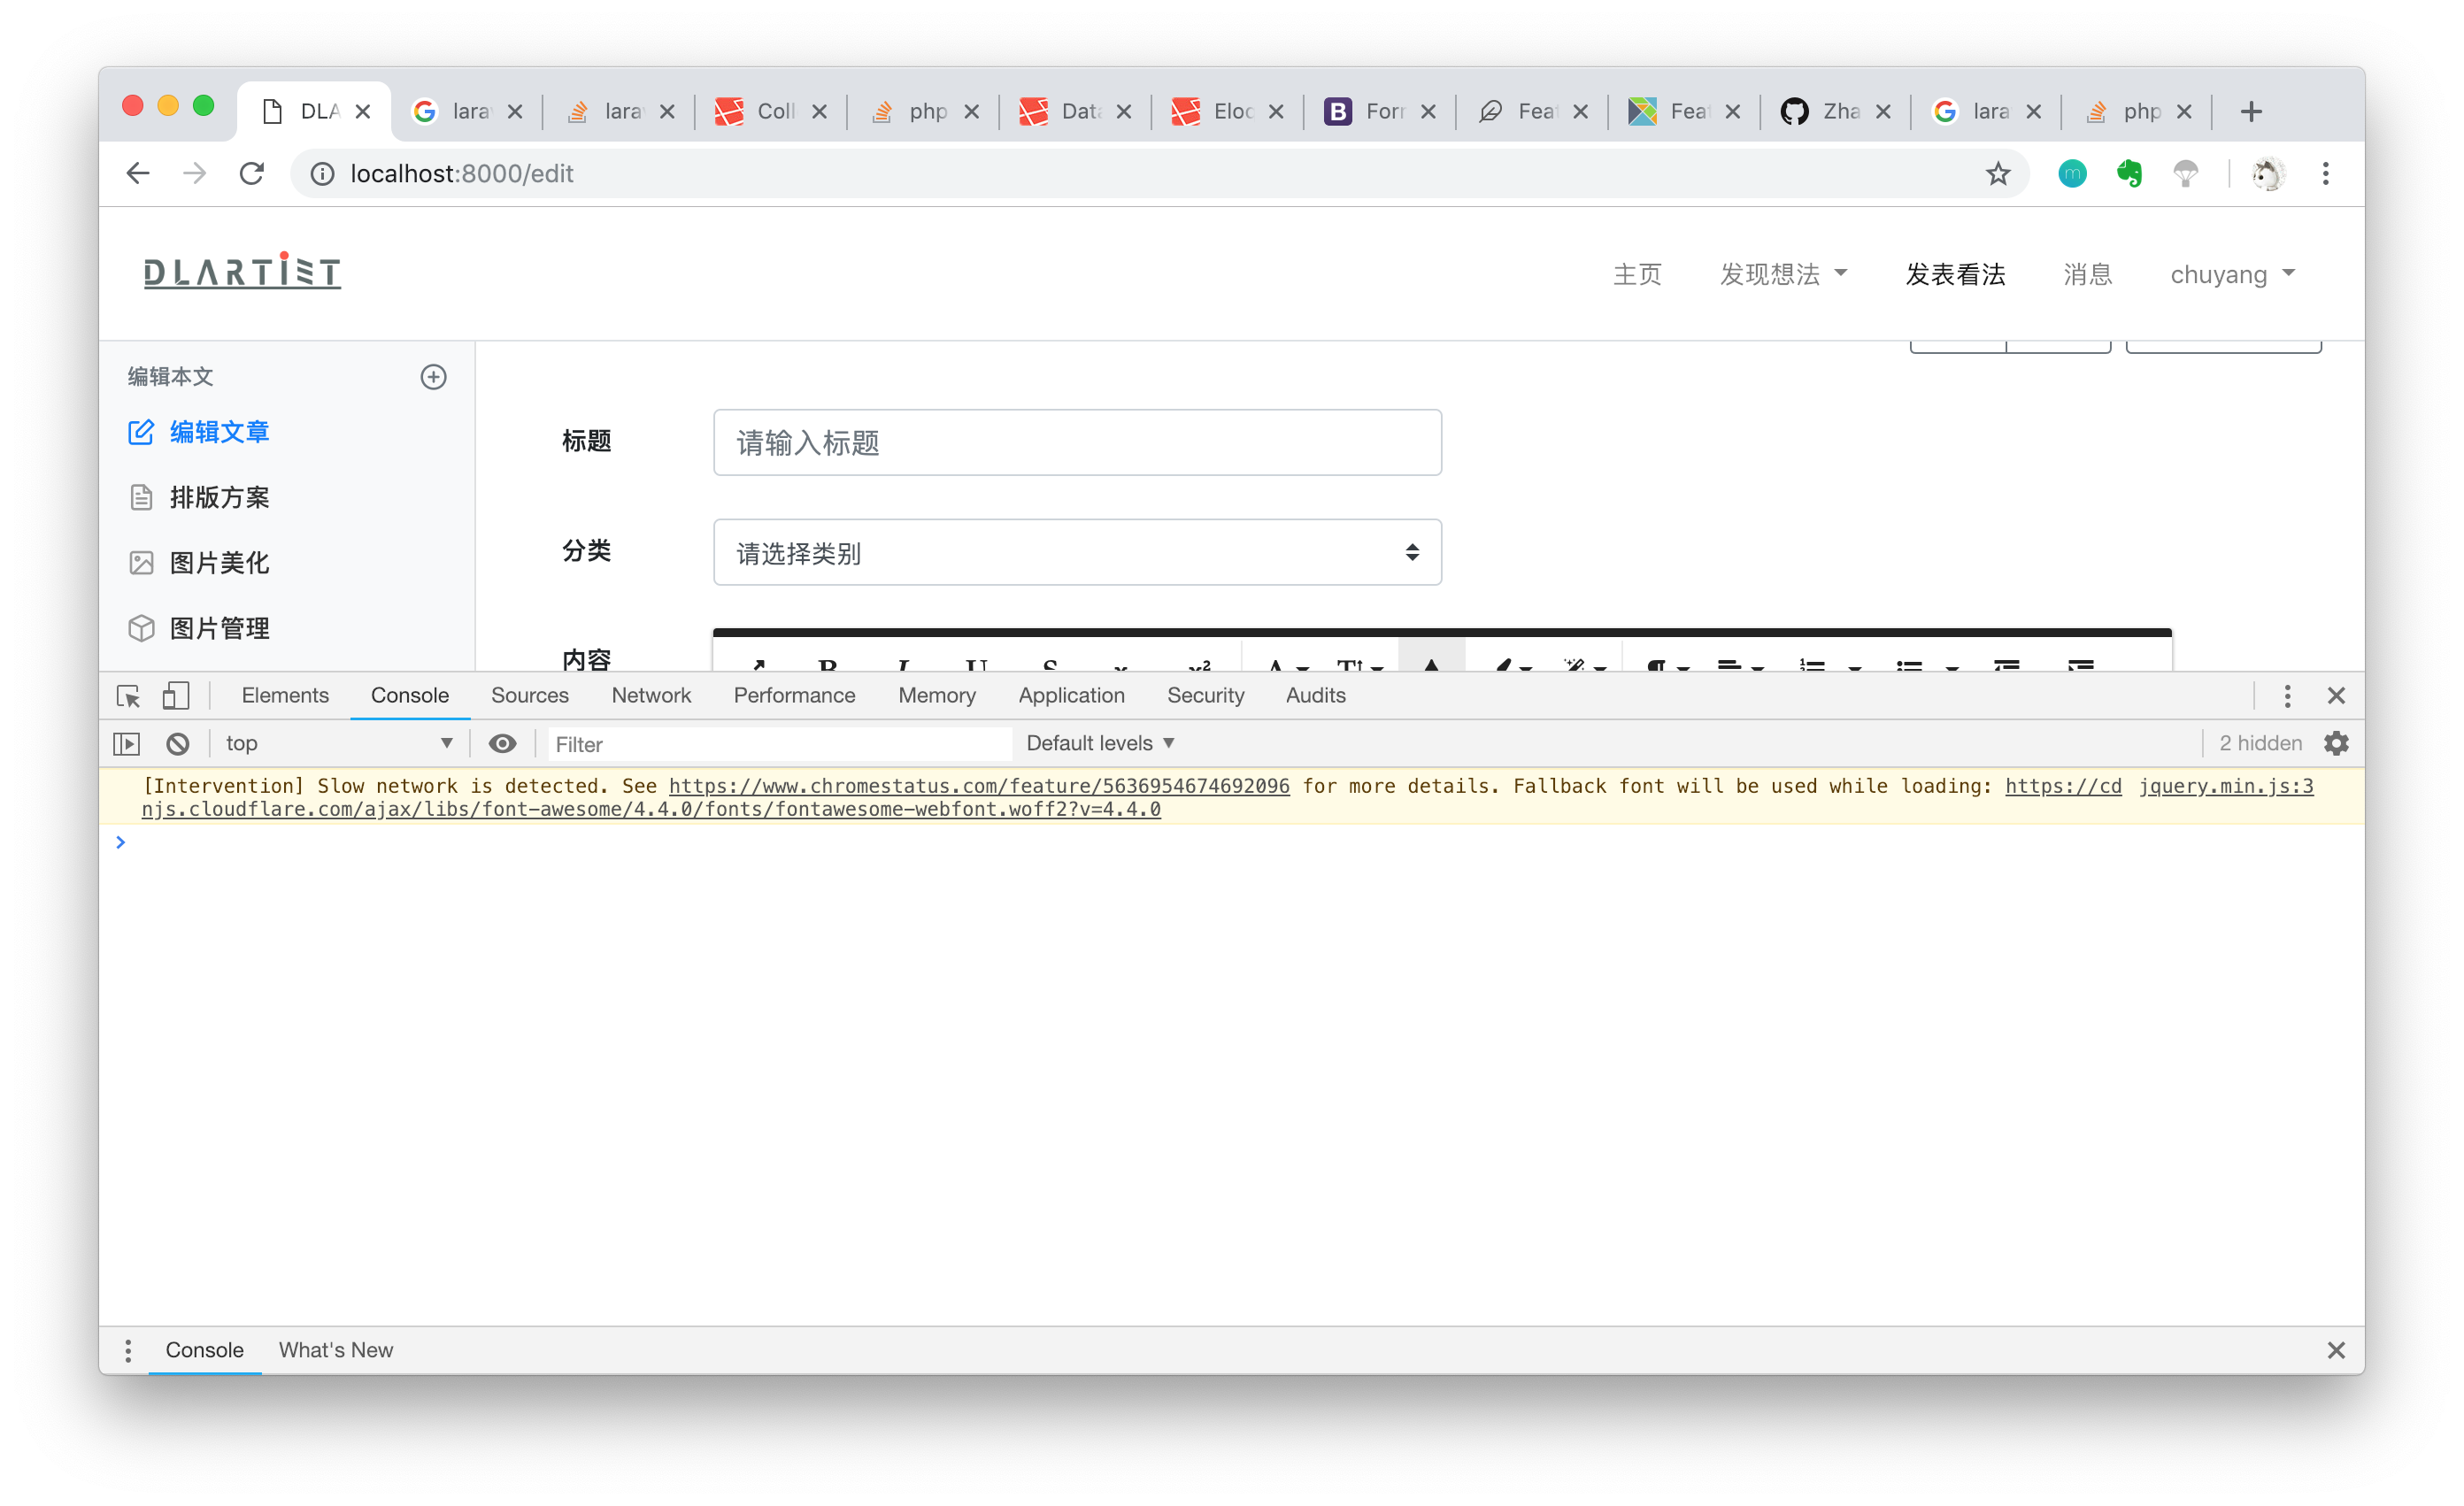 DLA
lara
lara
Coll
php
Data
Eloc
Forr
Feat
Feat
Zha
lara
php
localhost:8000/edit
DLARTIST
主页
发现想法
发表看法
消息
chuyang
编辑本文
编辑文章
排版方案
图片美化
图片管理
标题
请输入标题
分类
请选择类别
内容
Elements
Console
Sources
Network
Performance
Memory
Application
Security
Audits
top
Filter
Default levels
2 hidden
[Intervention] Slow network is detected. See https://www.chromestatus.com/feature/5636954674692096 for more details. Fallback font will be used while loading: https://cd
njs.cloudflare.com/ajax/libs/font-awesome/4.4.0/fonts/fontawesome-webfont.woff2?v=4.4.0
jquery.min.js:3
Console
What's New